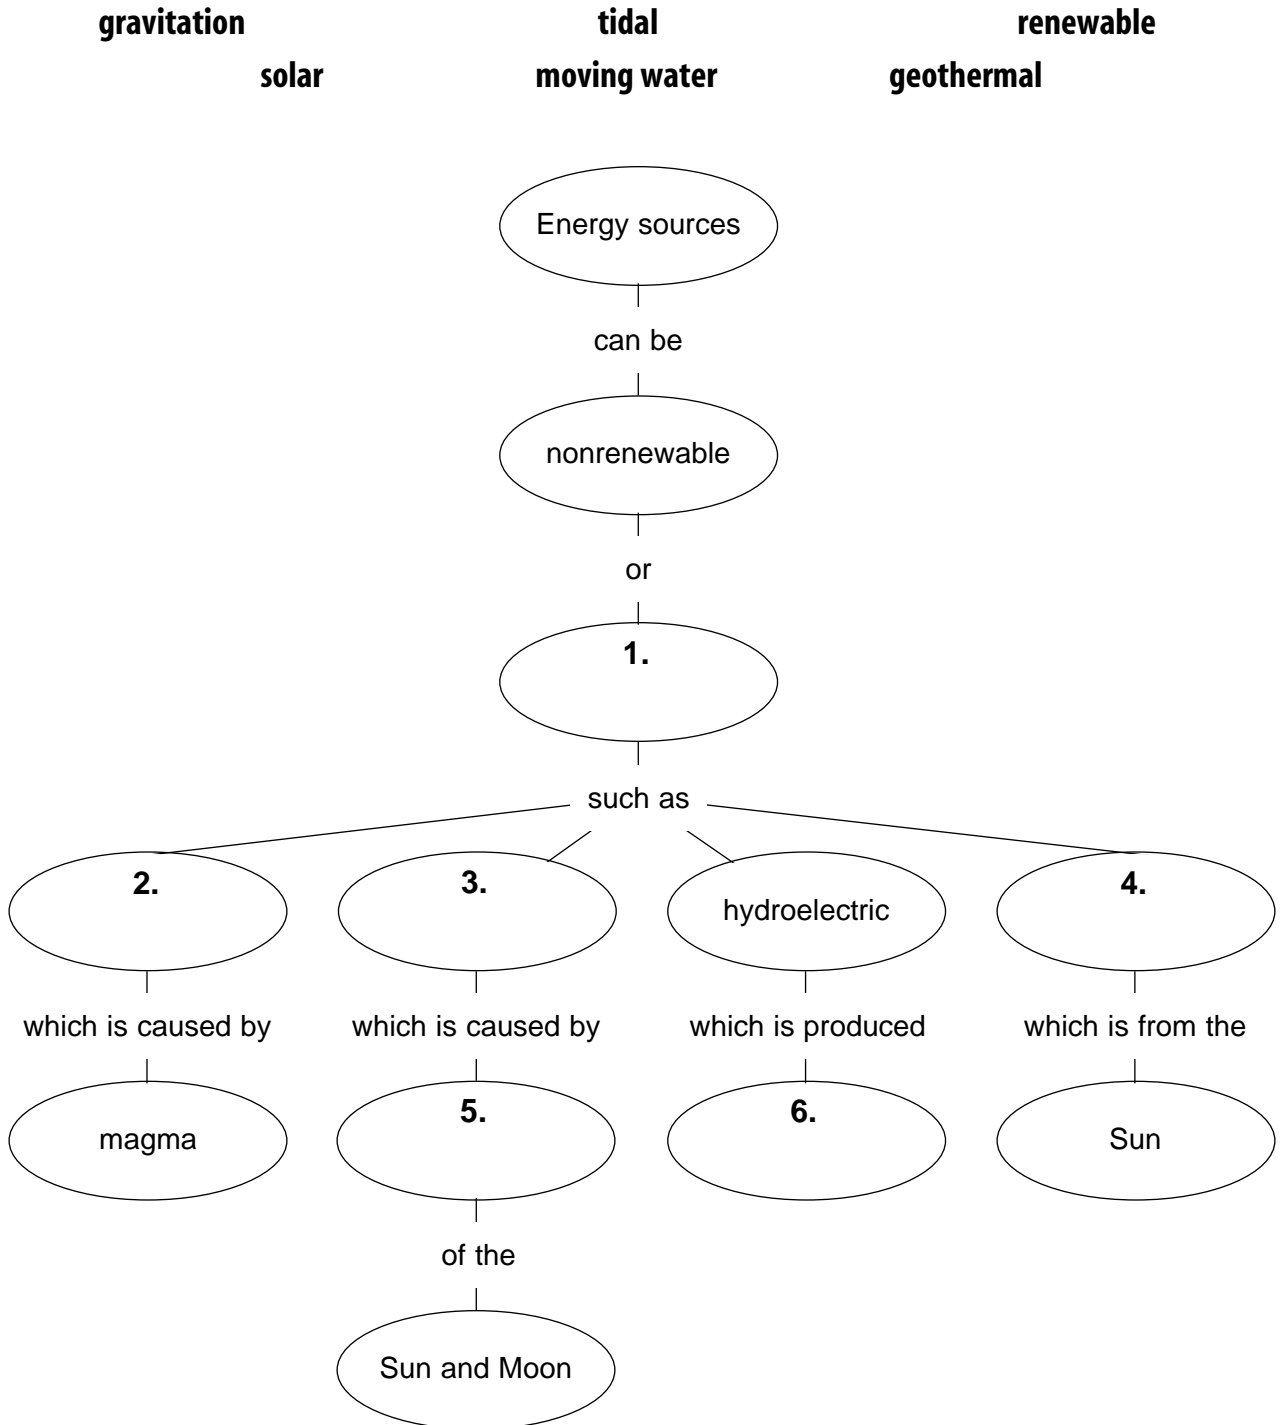 gravitation tidal renewable
solar moving water geothermal
Energy sources
can be
nonrenewable
or
1.
such as
2. 3. 4.
hydroelectric
which is caused by which is caused by which is produced which is from the
5. 6.
magma Sun
of the
Sun and Moon